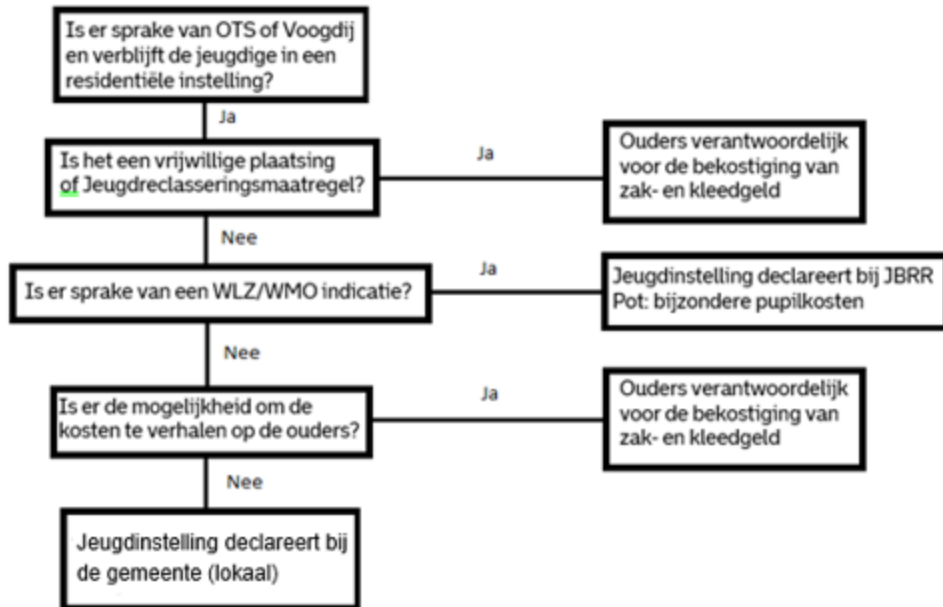 Is er sprake van OTS of Voogdij
en verblijft de jeugdige in een
residentiële instelling?
Ja
Is het een vrijwillige plaatsing
of Jeugdreclasseringsmaatregel?
Ja
Ouders verantwoordelijk
voor de bekostiging van
zak- en kleedgeld
Nee
Is er sprake van een WLZ/WMO indicatie?
Ja
Jeugdinstelling declareert bij JBRR
Pot: bijzondere pupilkosten
Nee
Is er de mogelijkheid om de
kosten te verhalen op de ouders?
Ja
Ouders verantwoordelijk
voor de bekostiging van
zak- en kleedgeld
Nee
Jeugdinstelling declareert bij
de gemeente (lokaal)